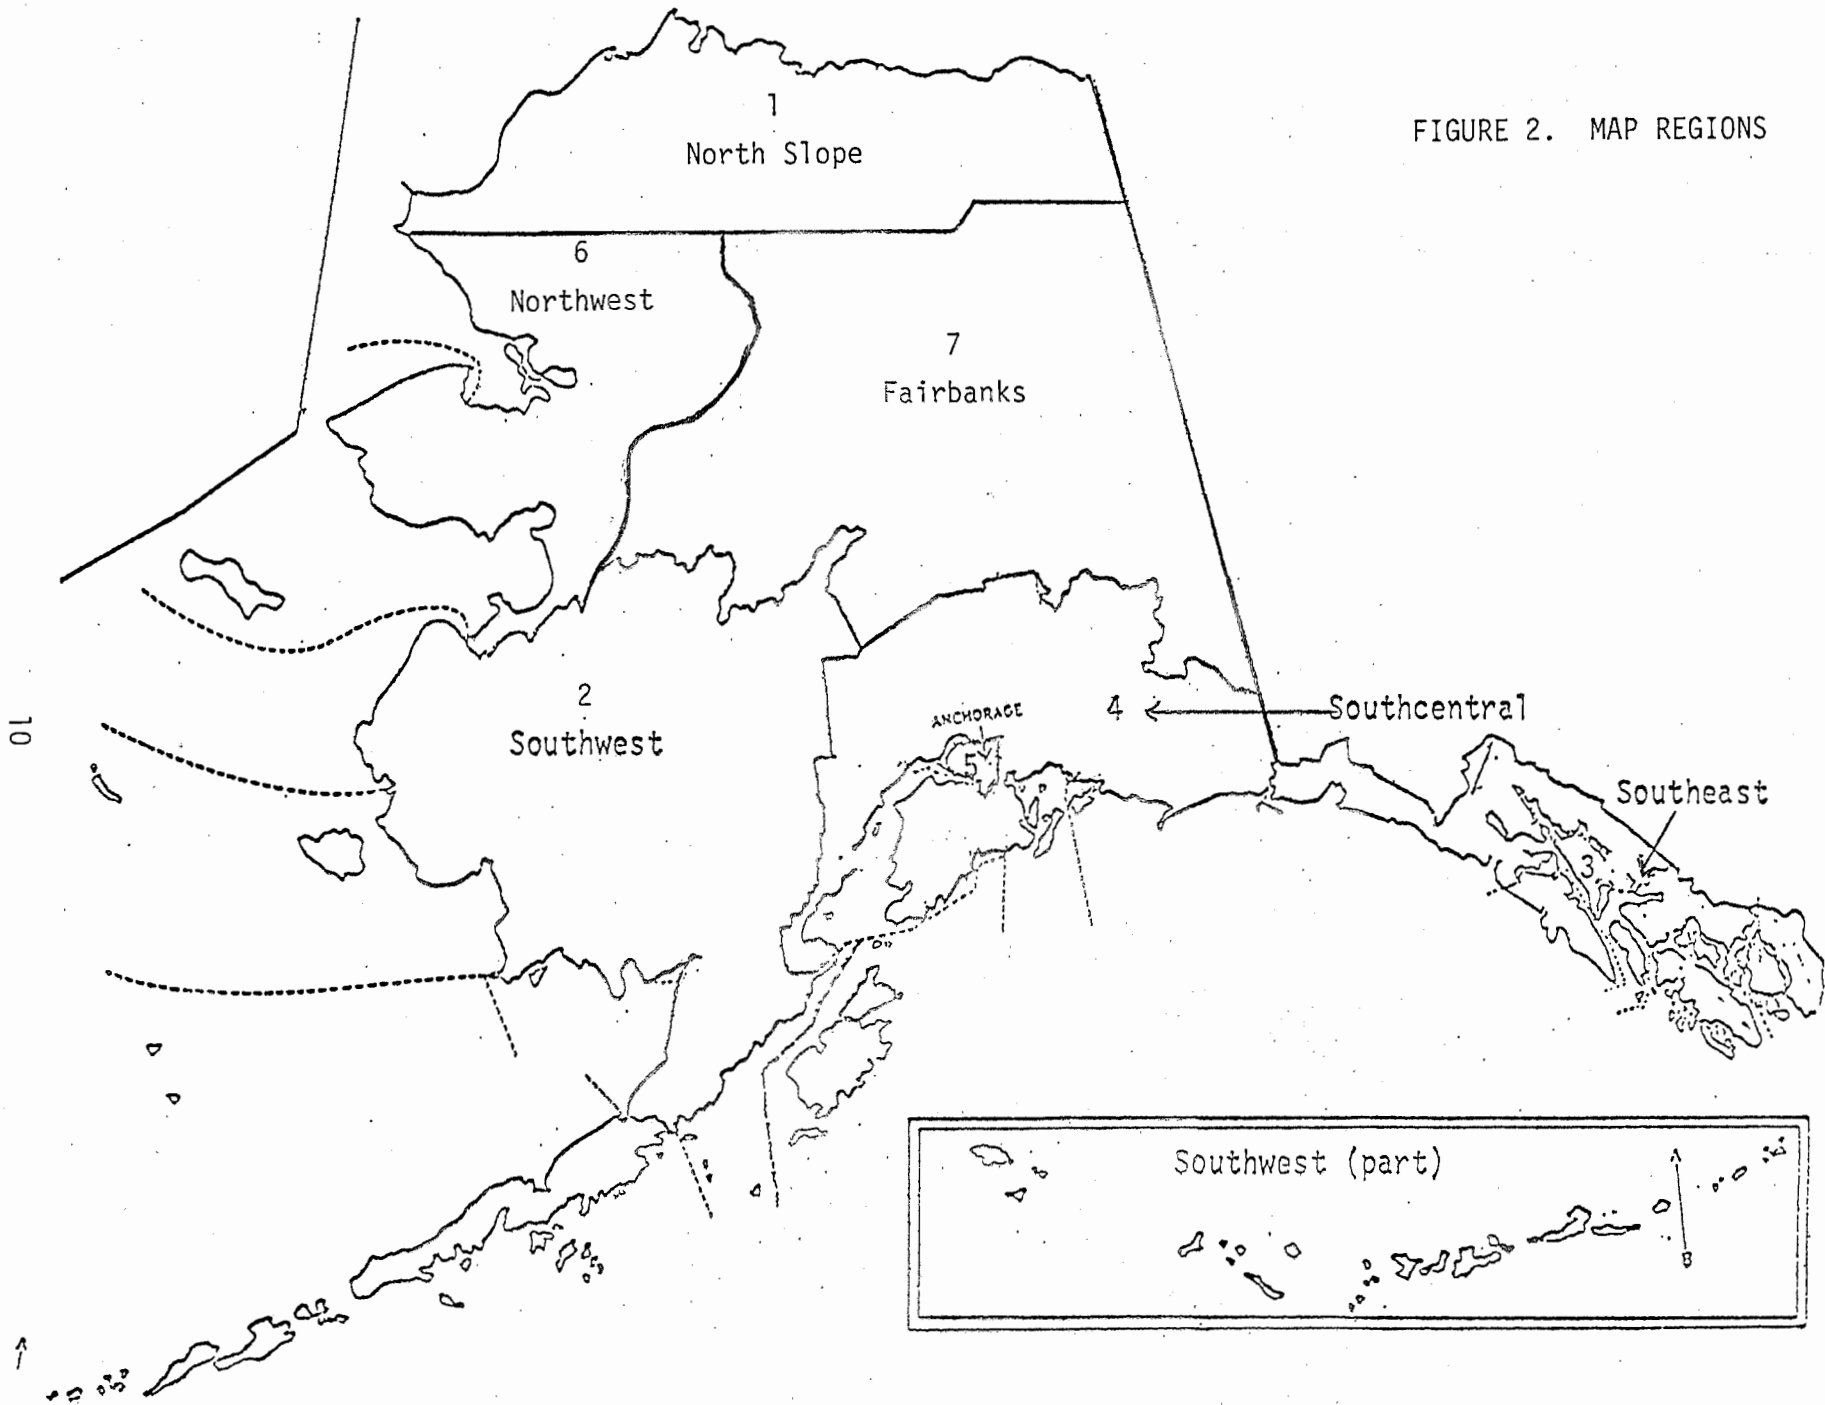 FIGURE 2. MAP REGIONS
1
North Slope
6
Northwest
7
Fairbanks
2
Southwest
ANCHORAGE
5
4
Southcentral
Southeast
3
Southwest (part)
10